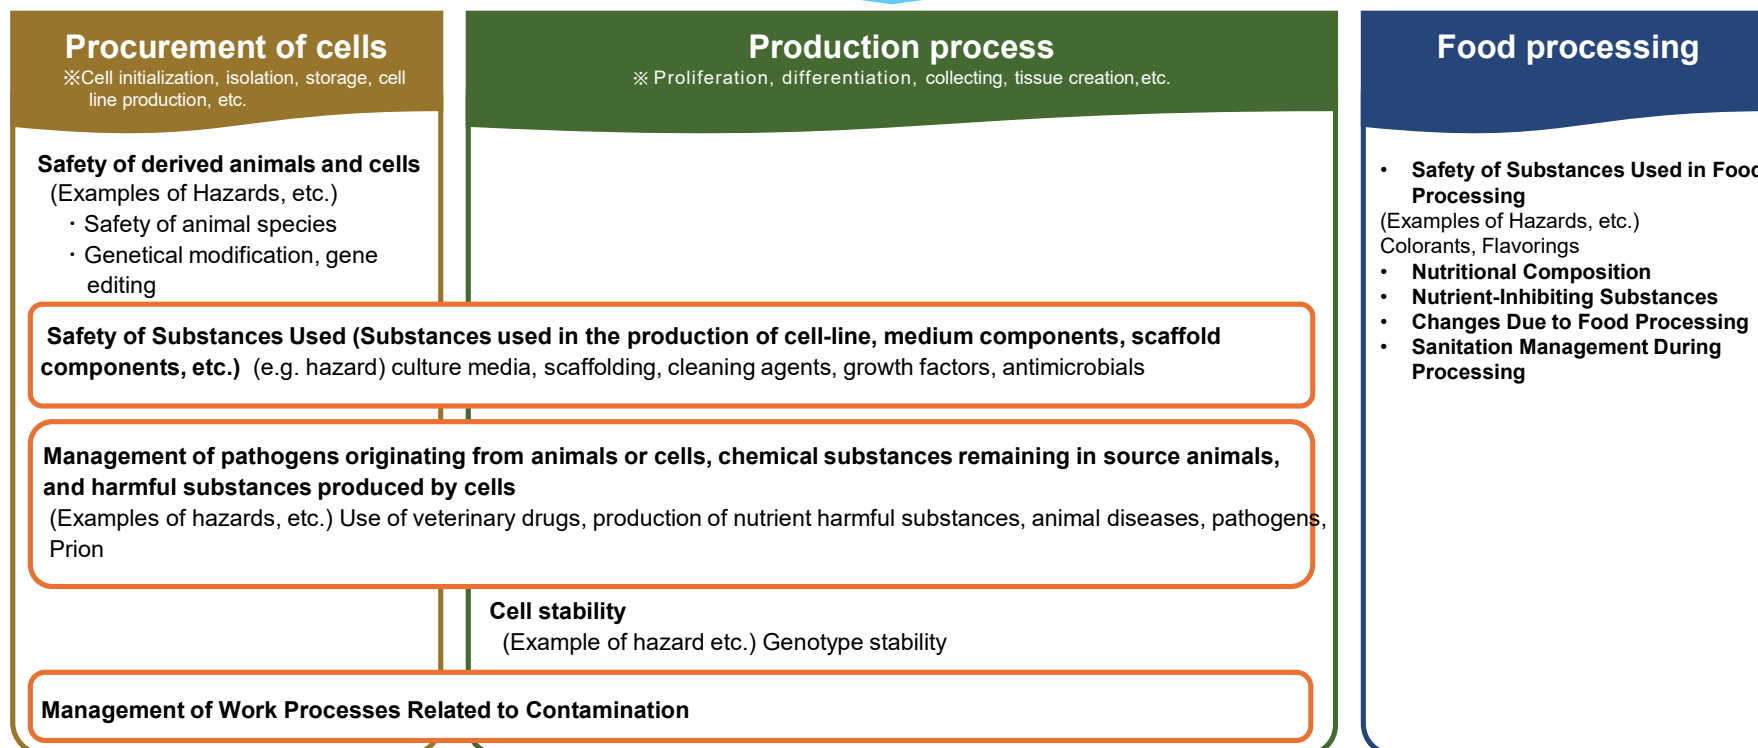 Procurement of cells
※Cell initialization, isolation, storage, cell
line production, etc.
Safety of derived animals and cells
(Examples of Hazards, etc.)
・Safety of animal species
・Genetical modification, gene
editing
Production process
※ Proliferation, differentiation, collecting, tissue creation, etc.
Safety of Substances Used (Substances used in the production of cell-line, medium components, scaffold
components, etc.) (e.g. hazard) culture media, scaffolding, cleaning agents, growth factors, antimicrobials
Management of pathogens originating from animals or cells, chemical substances remaining in source animals,
and harmful substances produced by cells
(Examples of hazards, etc.) Use of veterinary drugs, production of nutrient harmful substances, animal diseases, pathogens,
Prion
Cell stability
(Example of hazard etc.) Genotype stability
Management of Work Processes Related to Contamination
Food processing
• Safety of Substances Used in Food
Processing
(Examples of Hazards, etc.)
Colorants, Flavorings
• Nutritional Composition
• Nutrient-Inhibiting Substances
• Changes Due to Food Processing
• Sanitation Management During
Processing